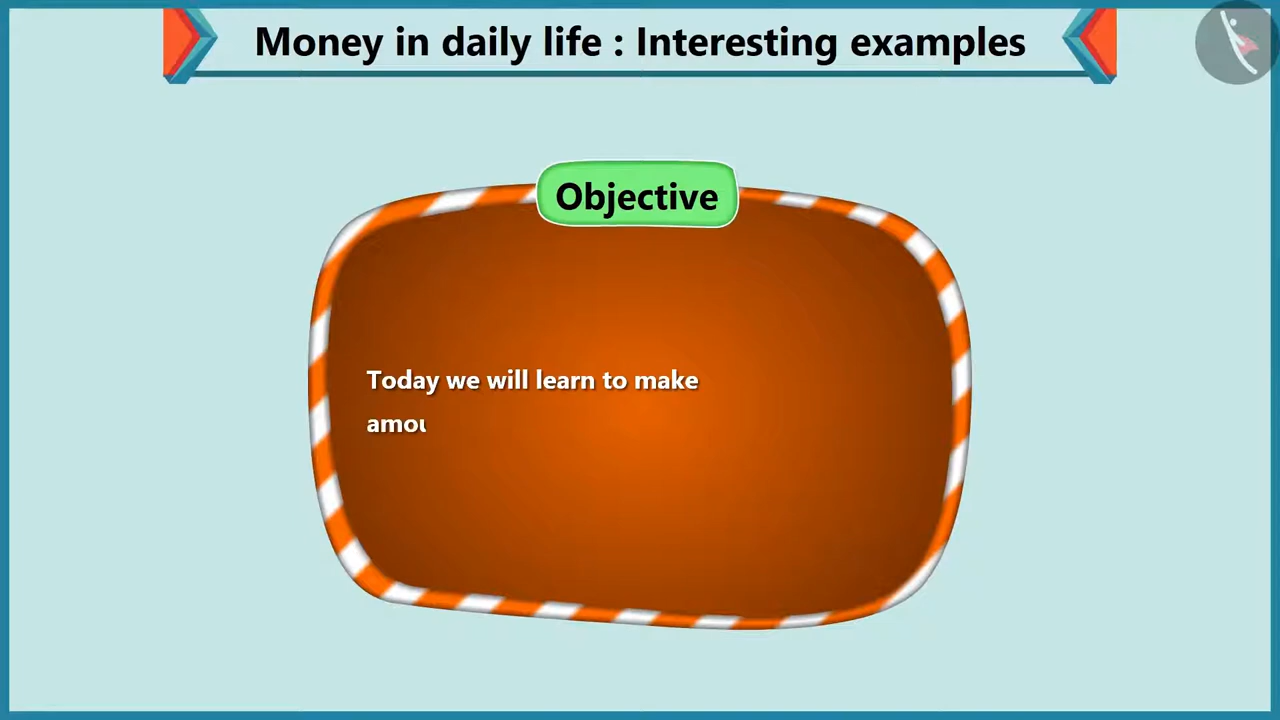 Money in daily life : Interesting examples
Objective
Today we will learn to make